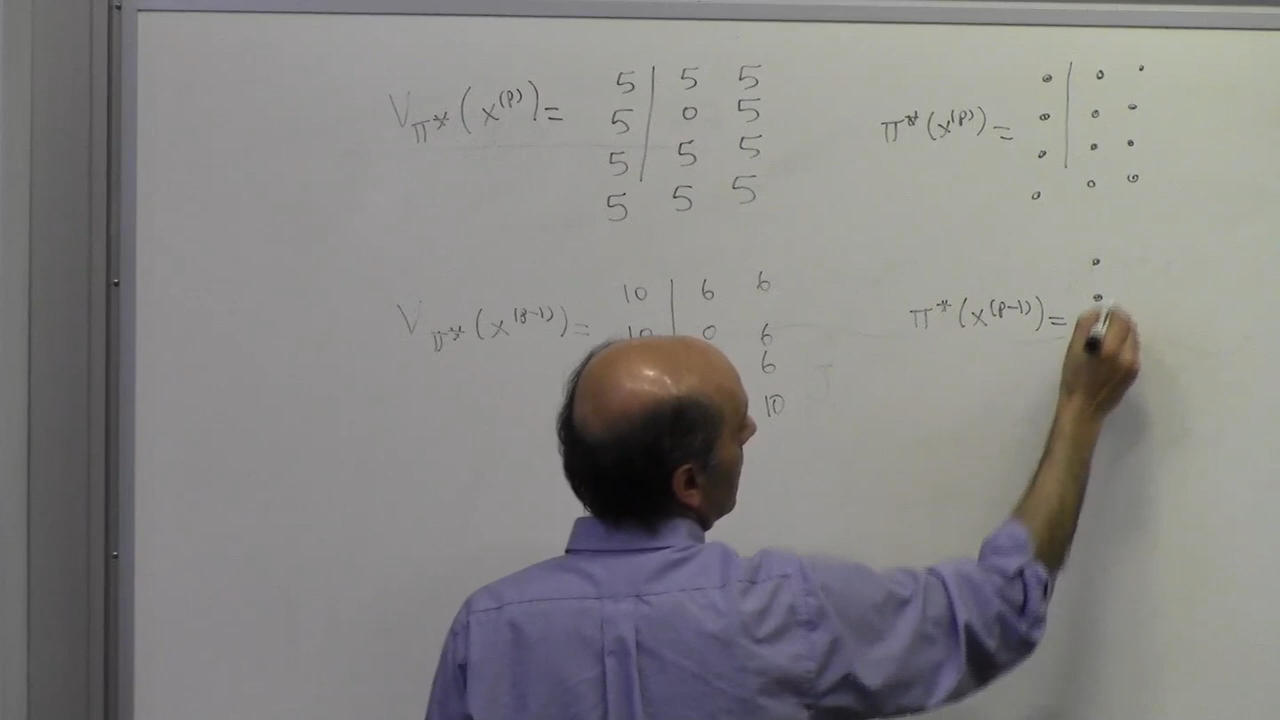 V_π*(x^(P)) = 5 | 5 5
5 | 0 5
5 | 5 5
5 5 5
π*(x^(P)) =
V_π*(x^(P-1)) = 10 | 6 6
10 | 0 6
6
10
π*(x^(P-1)) =